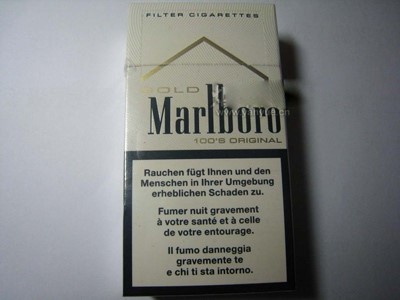 FILTER CIGARETTES
GOLD
Marlboro
100'S ORIGINAL
Rauchen fügt Ihnen und den
Menschen in Ihrer Umgebung
erheblichen Schaden zu.
Fumer nuit gravement
à votre santé et à celle
de votre entourage.
Il fumo danneggia
gravemente te
e chi ti sta intorno.